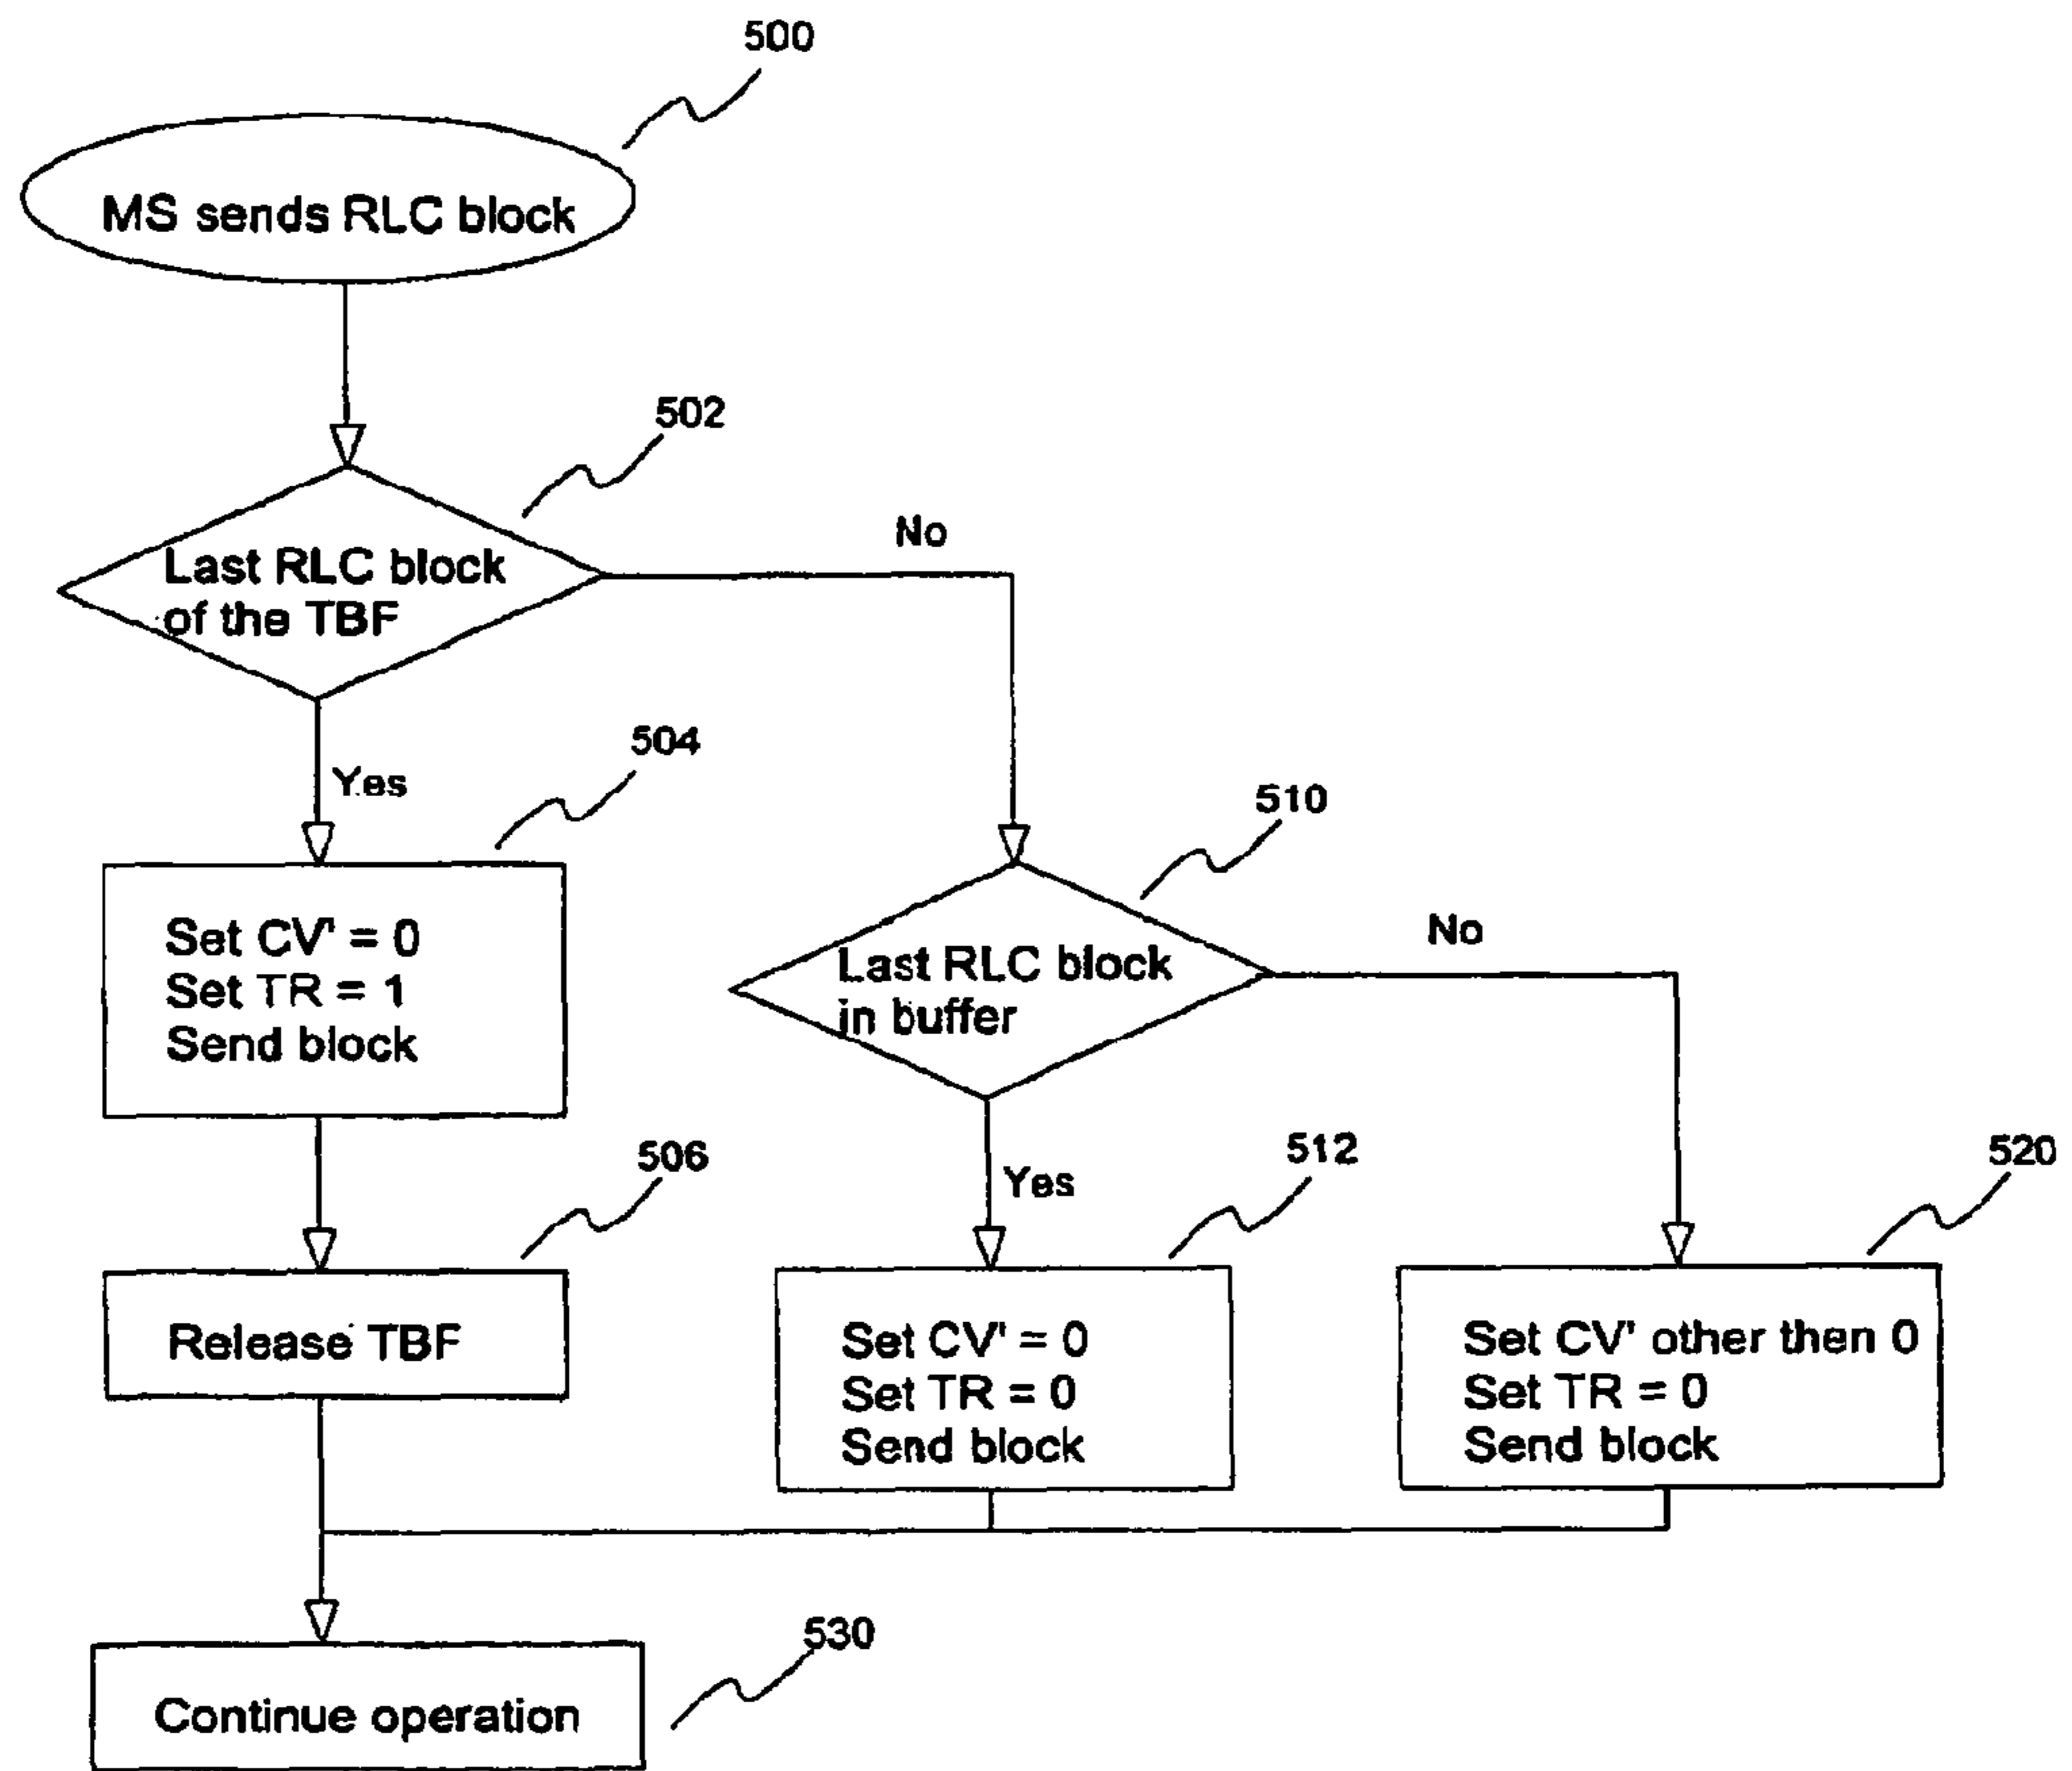 500
MS sends RLC block
502
Last RLC block
of the TBF
No
Yes
504
Set CV' = 0
Set TR = 1
Send block
510
Last RLC block
in buffer
No
Yes
506
Release TBF
512
Set CV' = 0
Set TR = 0
Send block
520
Set CV' other then 0
Set TR = 0
Send block
530
Continue operation